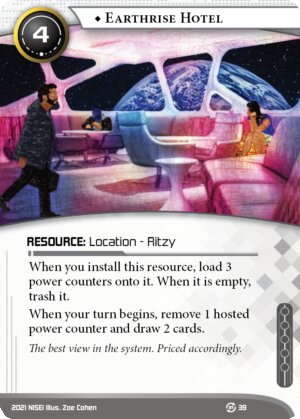 4
♦ Earthrise Hotel
RESOURCE: Location - Ritzy
When you install this resource, load 3
power counters onto it. When it is empty,
trash it.
When your turn begins, remove 1 hosted
power counter and draw 2 cards.
The best view in the system. Priced accordingly.
2021 NISEI Illus. Zoe Cohen
39